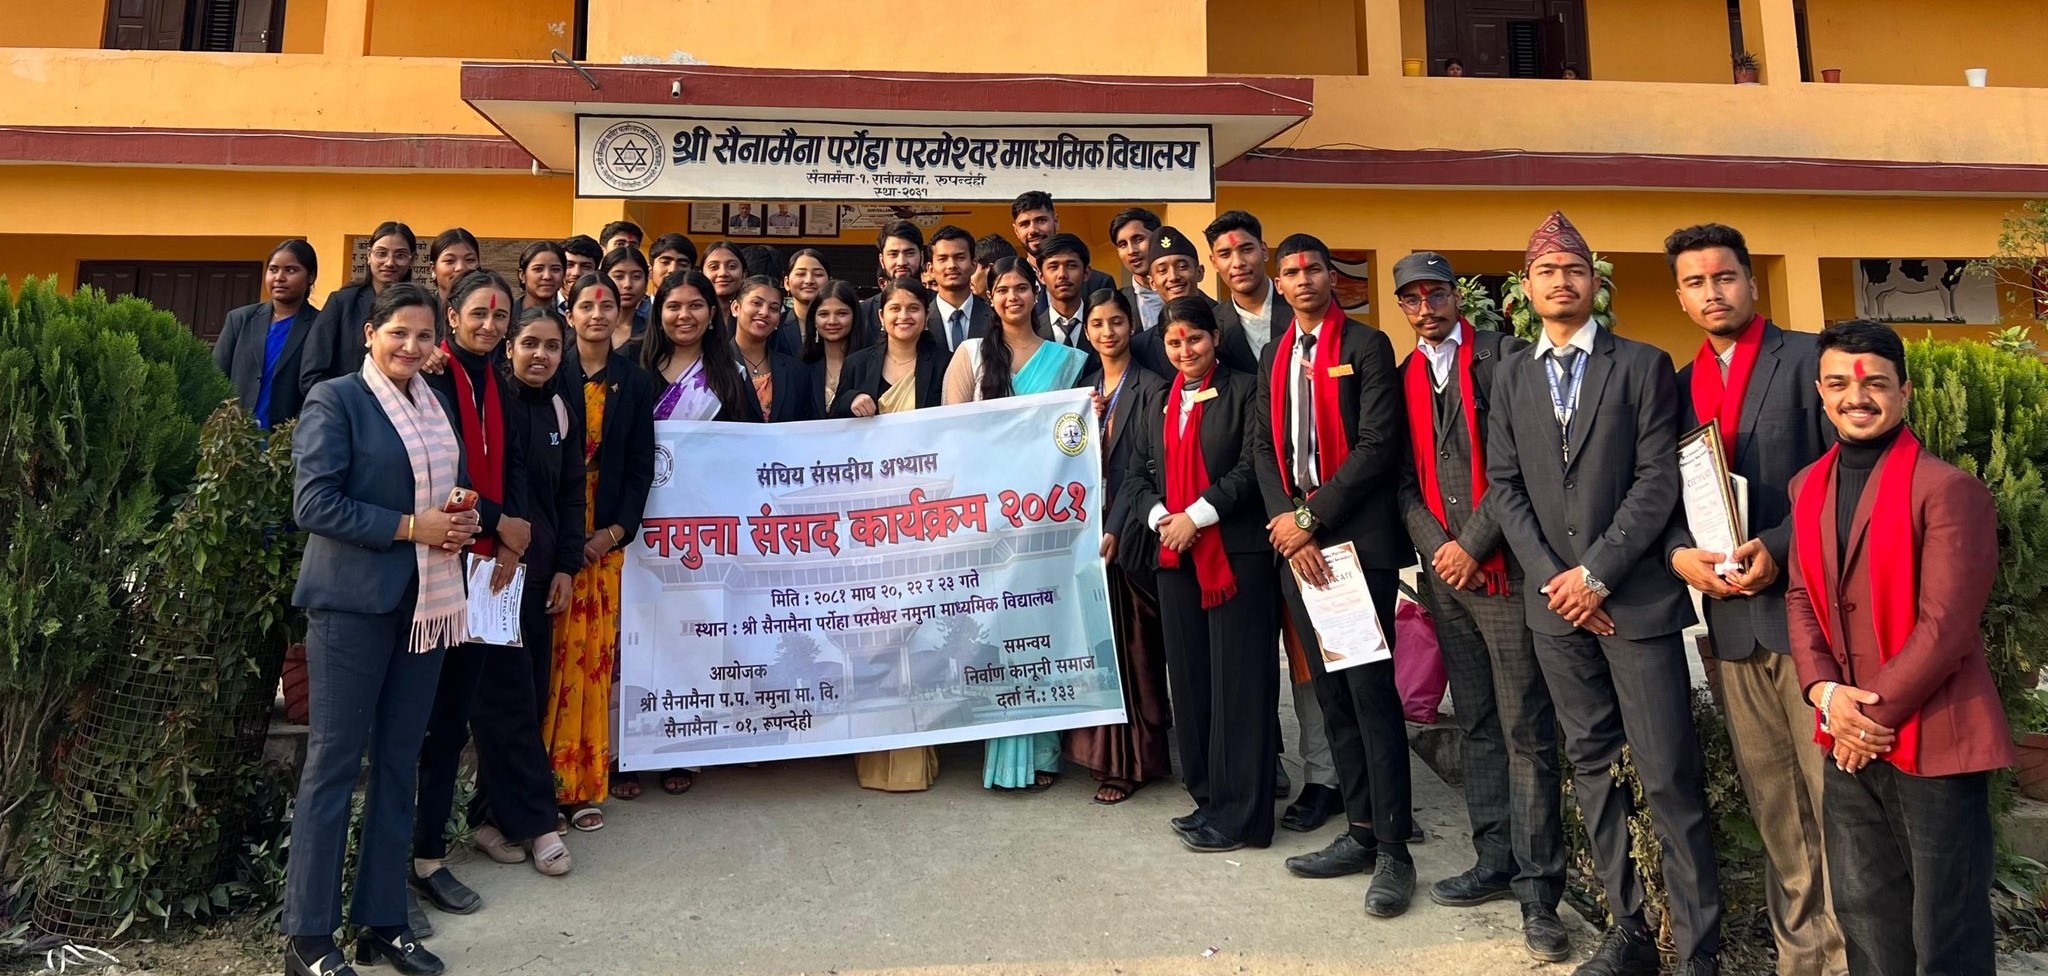 श्री सैनामैना पर्रोहा परमेश्वर माध्यमिक विद्यालय
सैनामैना -१, रानीवगैंचा, रूपन्देही
स्था-२०३१
संघिय संसदीय अभ्यास
नमुना संसद कार्यक्रम २०८१
मिति : २०८१ माघ २०, २२ र २३ गते
स्थान : श्री सैनामैना पर्रोहा परमेश्वर नमुना माध्यमिक विद्यालय
आयोजक
श्री सैनामैना प.प. नमुना मा. वि.
सैनामैना - ०१, रूपन्देही
समन्वय
निर्वाण कानूनी समाज
दर्ता नं.: १३३